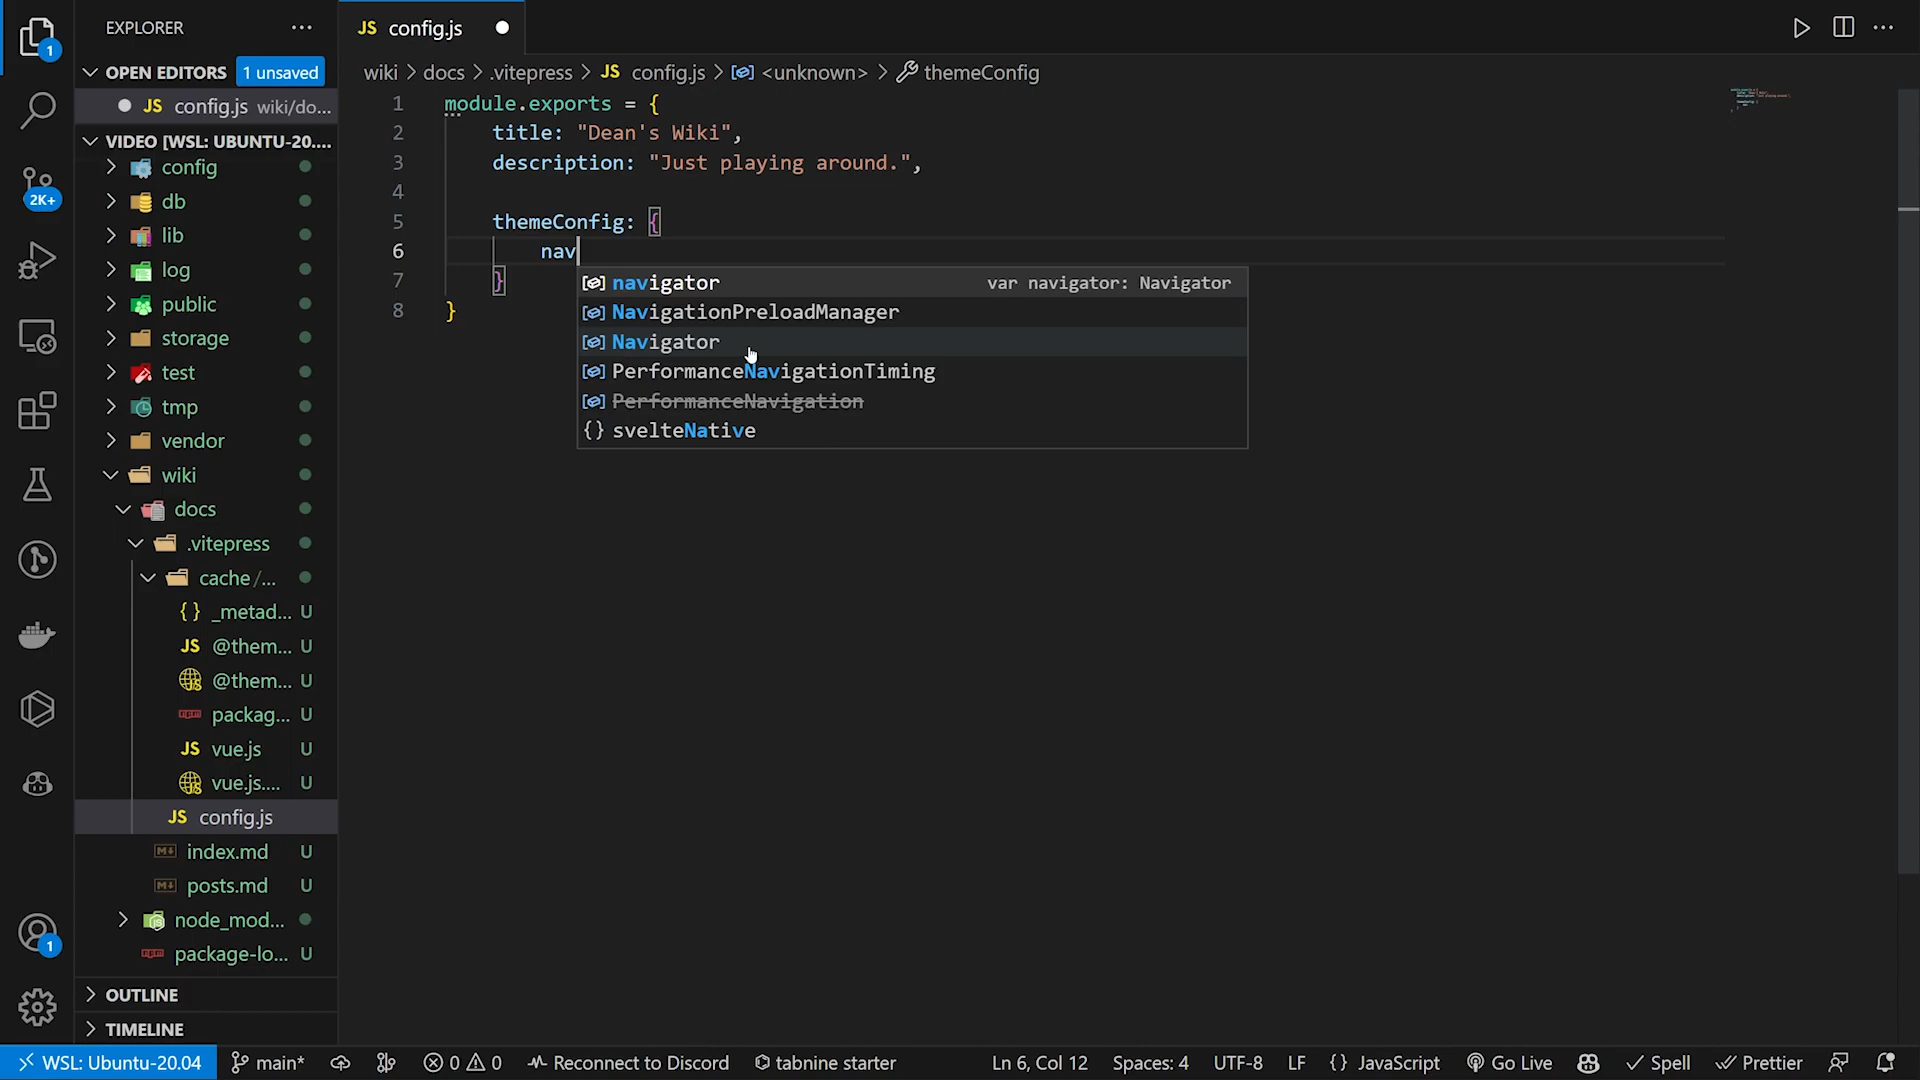 EXPLORER
OPEN EDITORS 1 unsaved
JS config.js wiki/do...
VIDEO [WSL: UBUNTU-20....
config
db
lib
log
public
storage
test
tmp
vendor
wiki
docs
.vitepress
cache /...
{ } _metad... U
JS @them... U
@them... U
packag... U
JS vue.js U
vue.js.... U
JS config.js
index.md U
posts.md U
node_mod...
package-lo... U
OUTLINE
TIMELINE
1
2K+
1
JS config.js
wiki > docs > .vitepress > JS config.js > <unknown> > themeConfig
1 module.exports = {
2 title: "Dean's Wiki",
3 description: "Just playing around.",
4
5 themeConfig: {
6 nav
7 }
8 }
navigator var navigator: Navigator
NavigationPreloadManager
Navigator
PerformanceNavigationTiming
PerformanceNavigation
{} svelteNative
WSL: Ubuntu-20.04 main* 0 0 Reconnect to Discord tabnine starter Ln 6, Col 12 Spaces: 4 UTF-8 LF { } JavaScript Go Live Spell Prettier